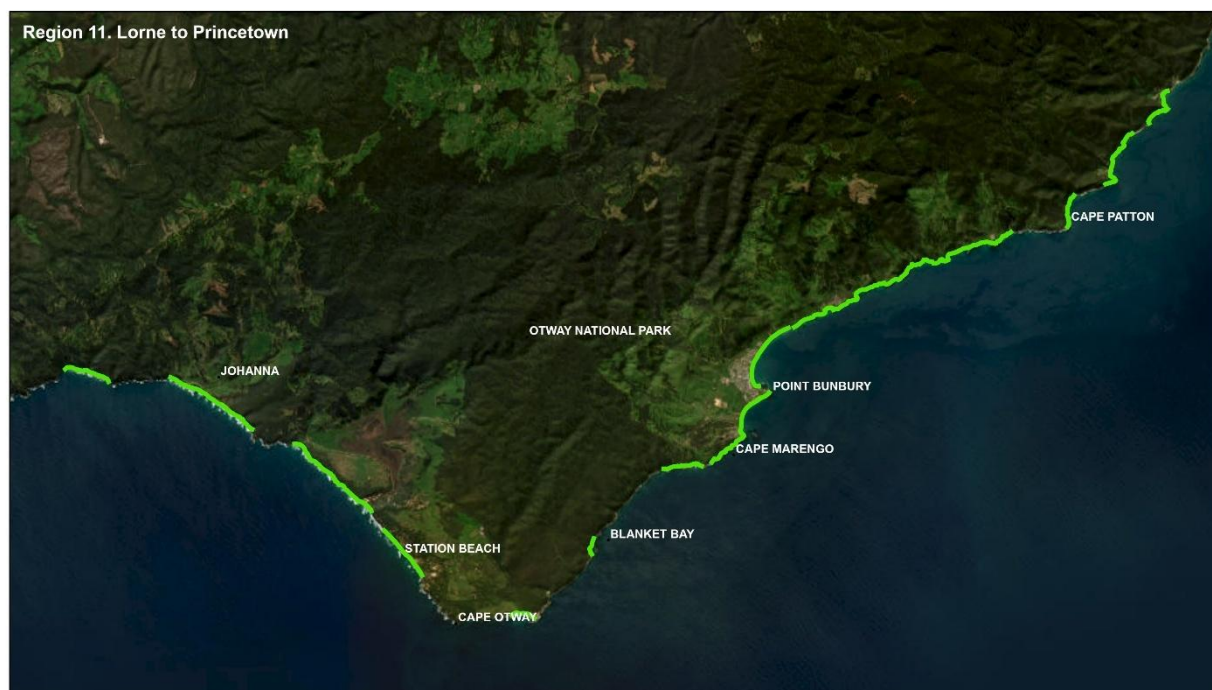 Region 11. Lorne to Princetown
CAPE PATTON
OTWAY NATIONAL PARK
JOHANNA
POINT BUNBURY
CAPE MARENGO
BLANKET BAY
STATION BEACH
CAPE OTWAY